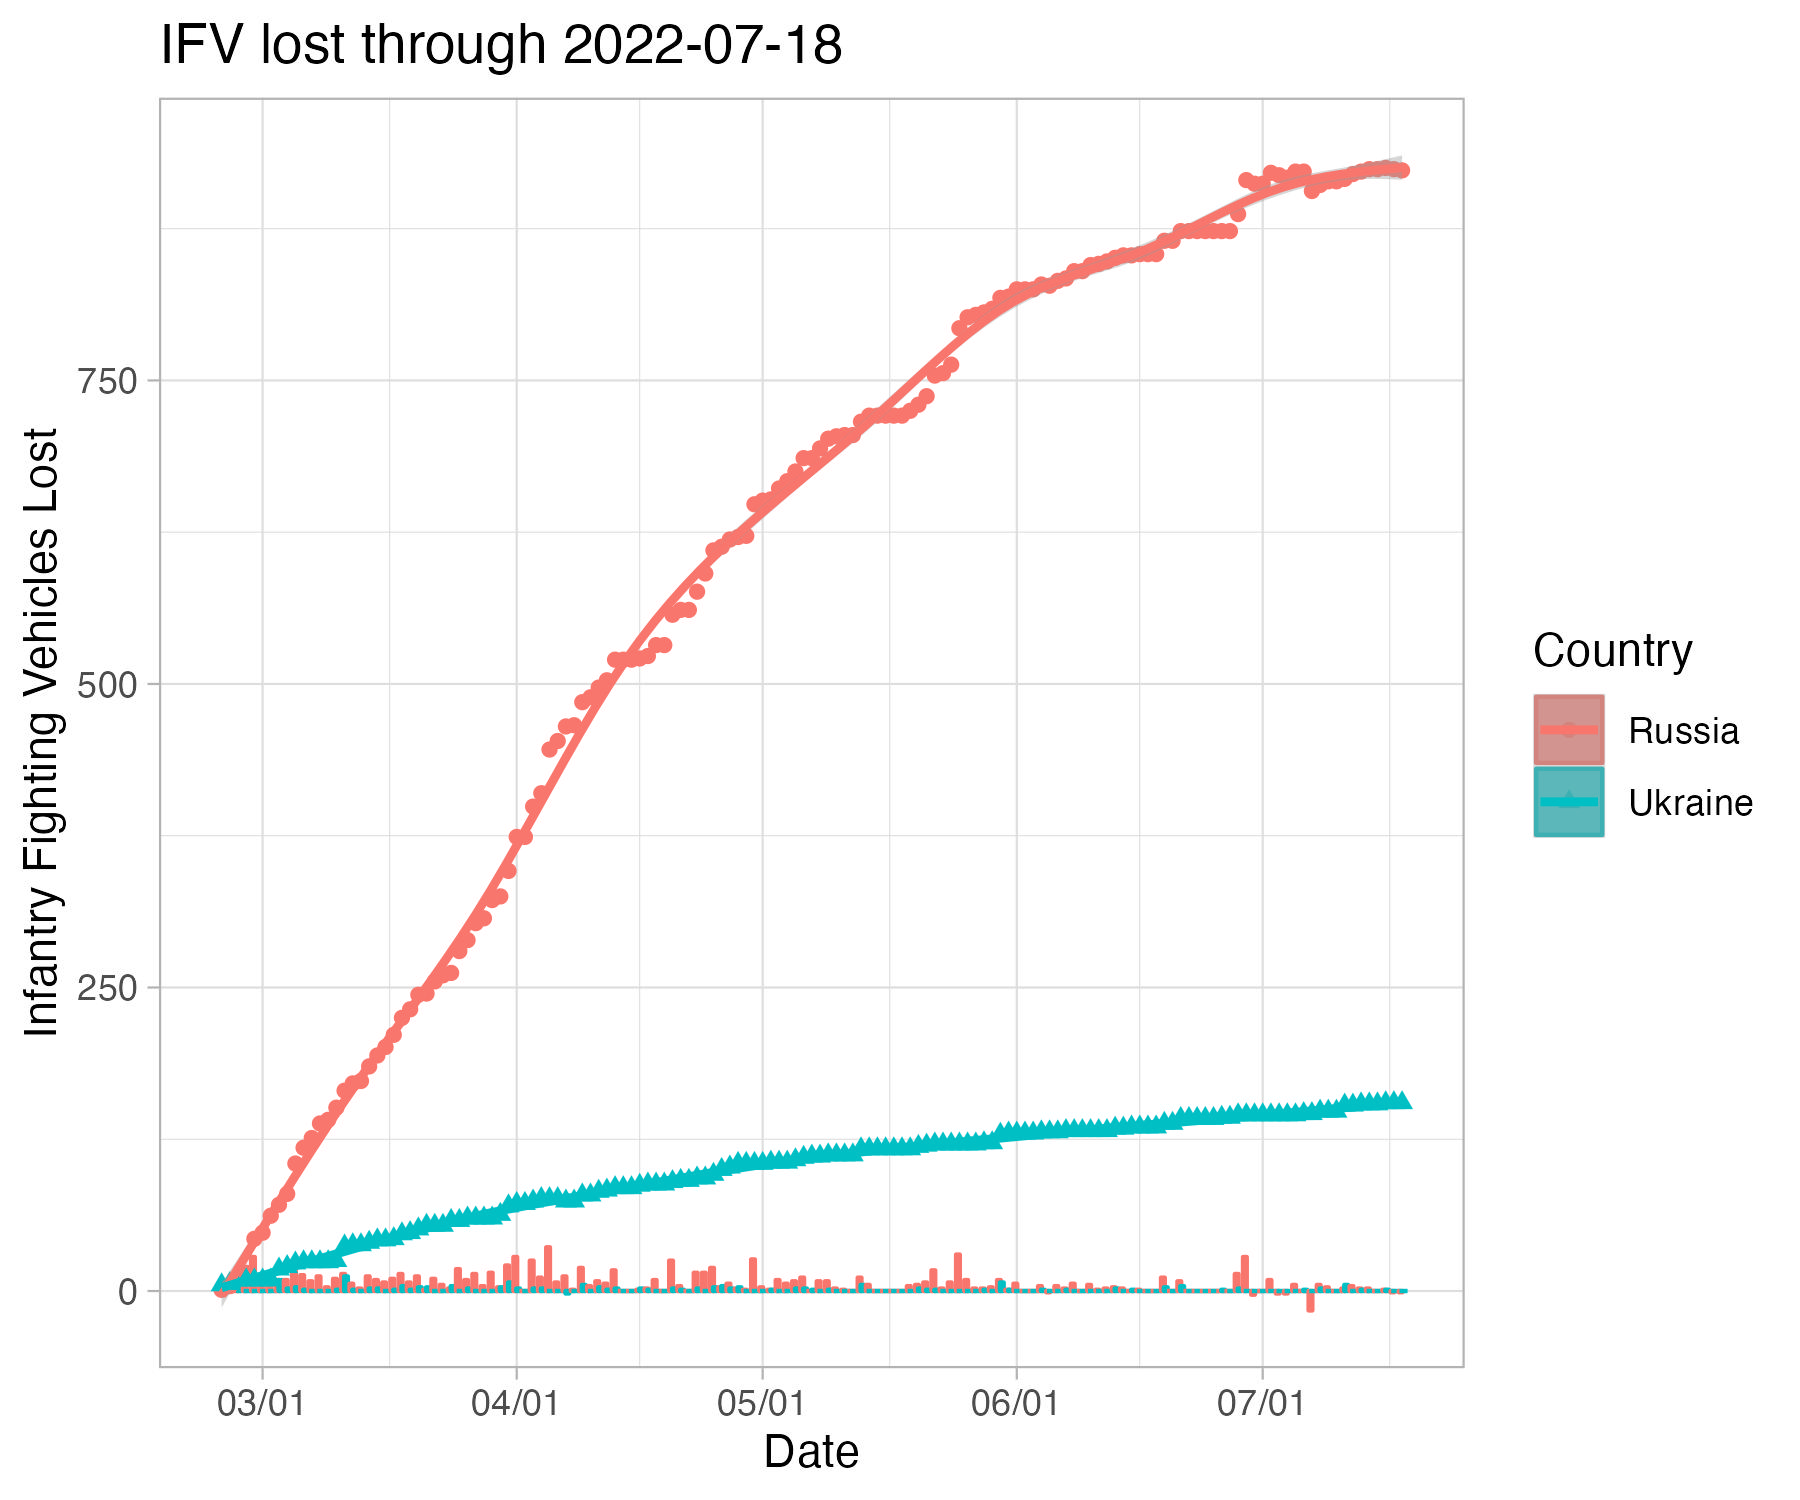 IFV lost through 2022-07-18
Infantry Fighting Vehicles Lost
750
500
250
0
03/01
04/01
05/01
06/01
07/01
Date
Country
Russia
Ukraine